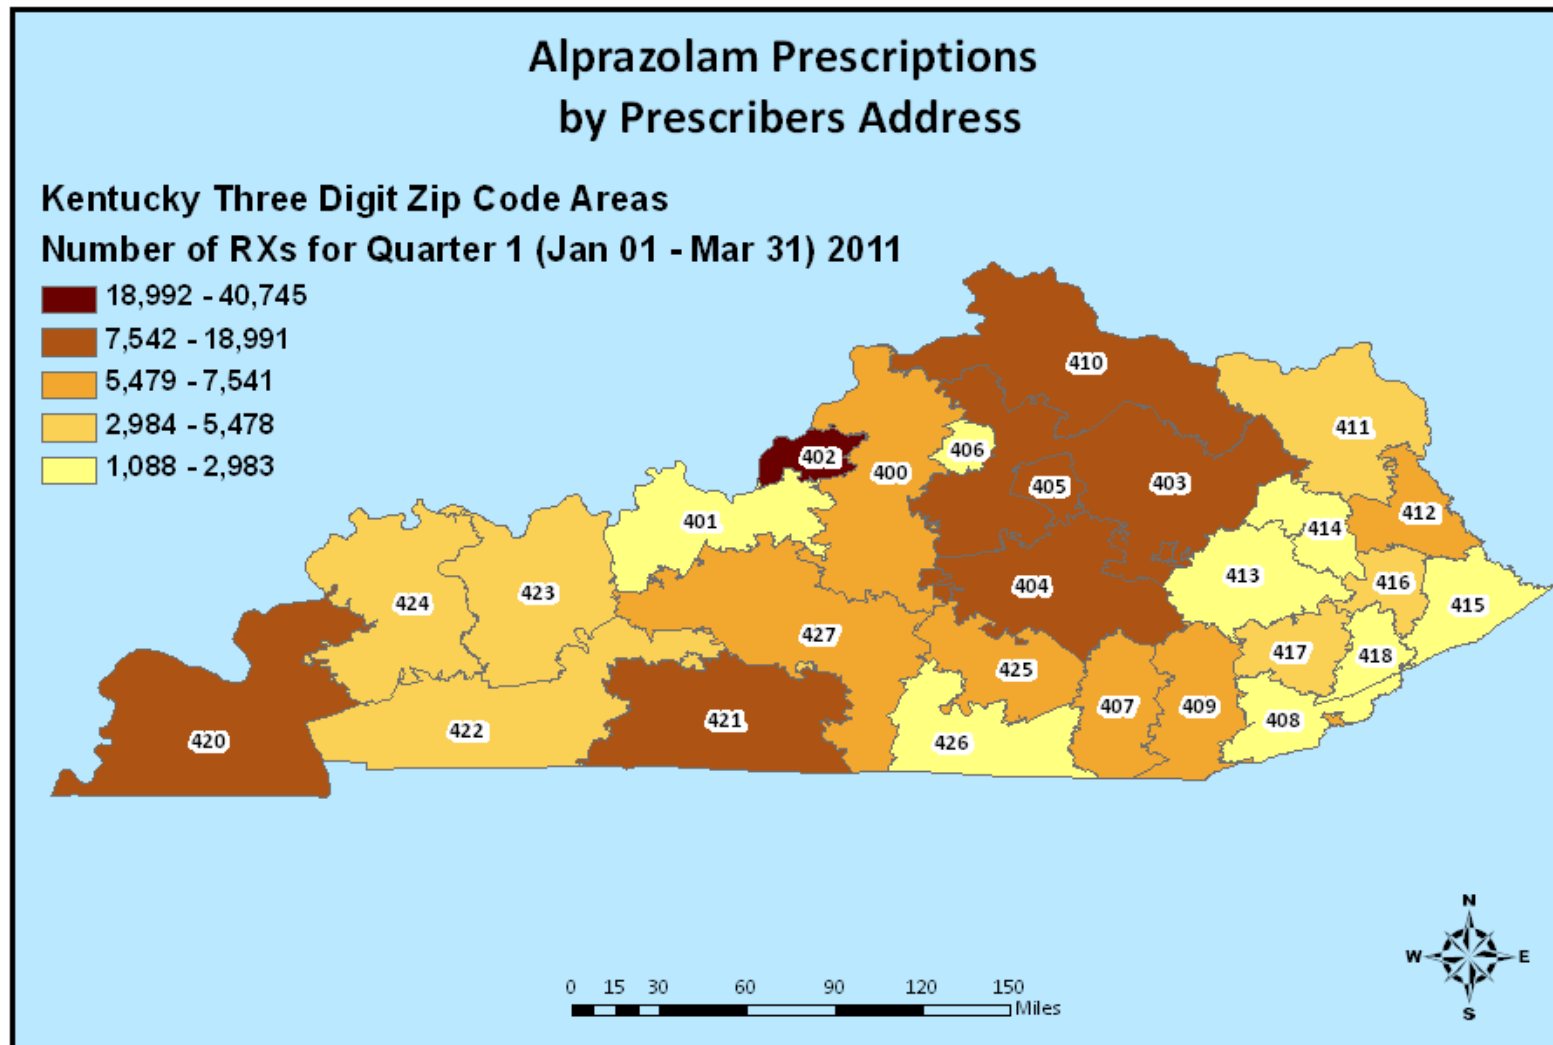 Alprazolam Prescriptions
by Prescribers Address
Kentucky Three Digit Zip Code Areas
Number of RXs for Quarter 1 (Jan 01 - Mar 31) 2011
18,992 - 40,745
7,542 - 18,991
5,479 - 7,541
2,984 - 5,478
1,088 - 2,983
410
411
402
406
400
405
403
412
401
414
413
416
404
423
424
415
427
417
418
425
407
409
408
420
422
421
426
N
W
E
S
0 15 30 60 90 120 150
Miles